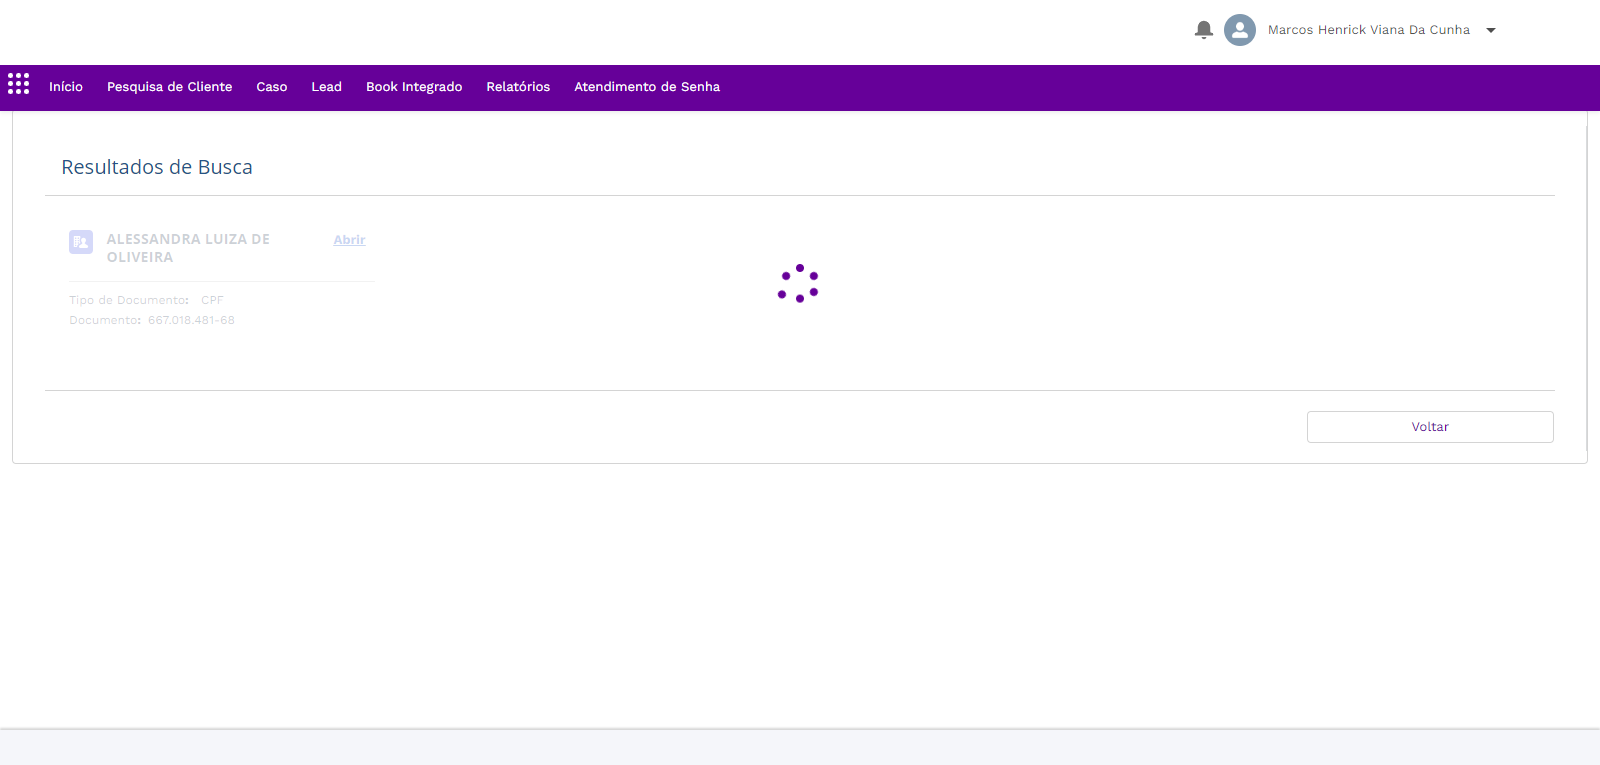 Marcos Henrick Viana Da Cunha
Início Pesquisa de Cliente Caso Lead Book Integrado Relatórios Atendimento de Senha
Resultados de Busca
ALESSANDRA LUIZA DE OLIVEIRA Abrir
Tipo de Documento: CPF
Documento: 667.018.481-68
Voltar